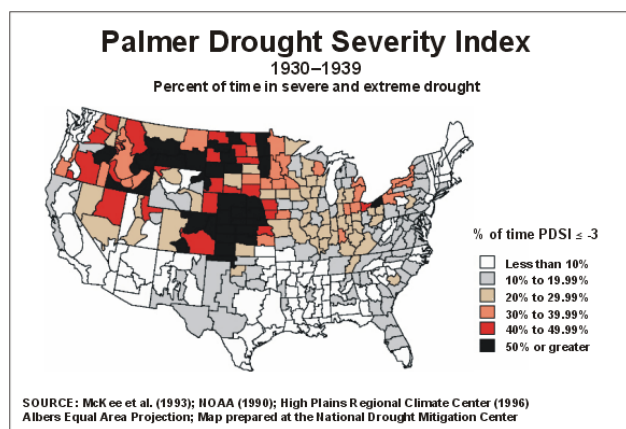 Palmer Drought Severity Index
1930–1939
Percent of time in severe and extreme drought
% of time PDSI ≤ -3
Less than 10%
10% to 19.99%
20% to 29.99%
30% to 39.99%
40% to 49.99%
50% or greater
SOURCE: McKee et al. (1993); NOAA (1990); High Plains Regional Climate Center (1996)
Albers Equal Area Projection; Map prepared at the National Drought Mitigation Center